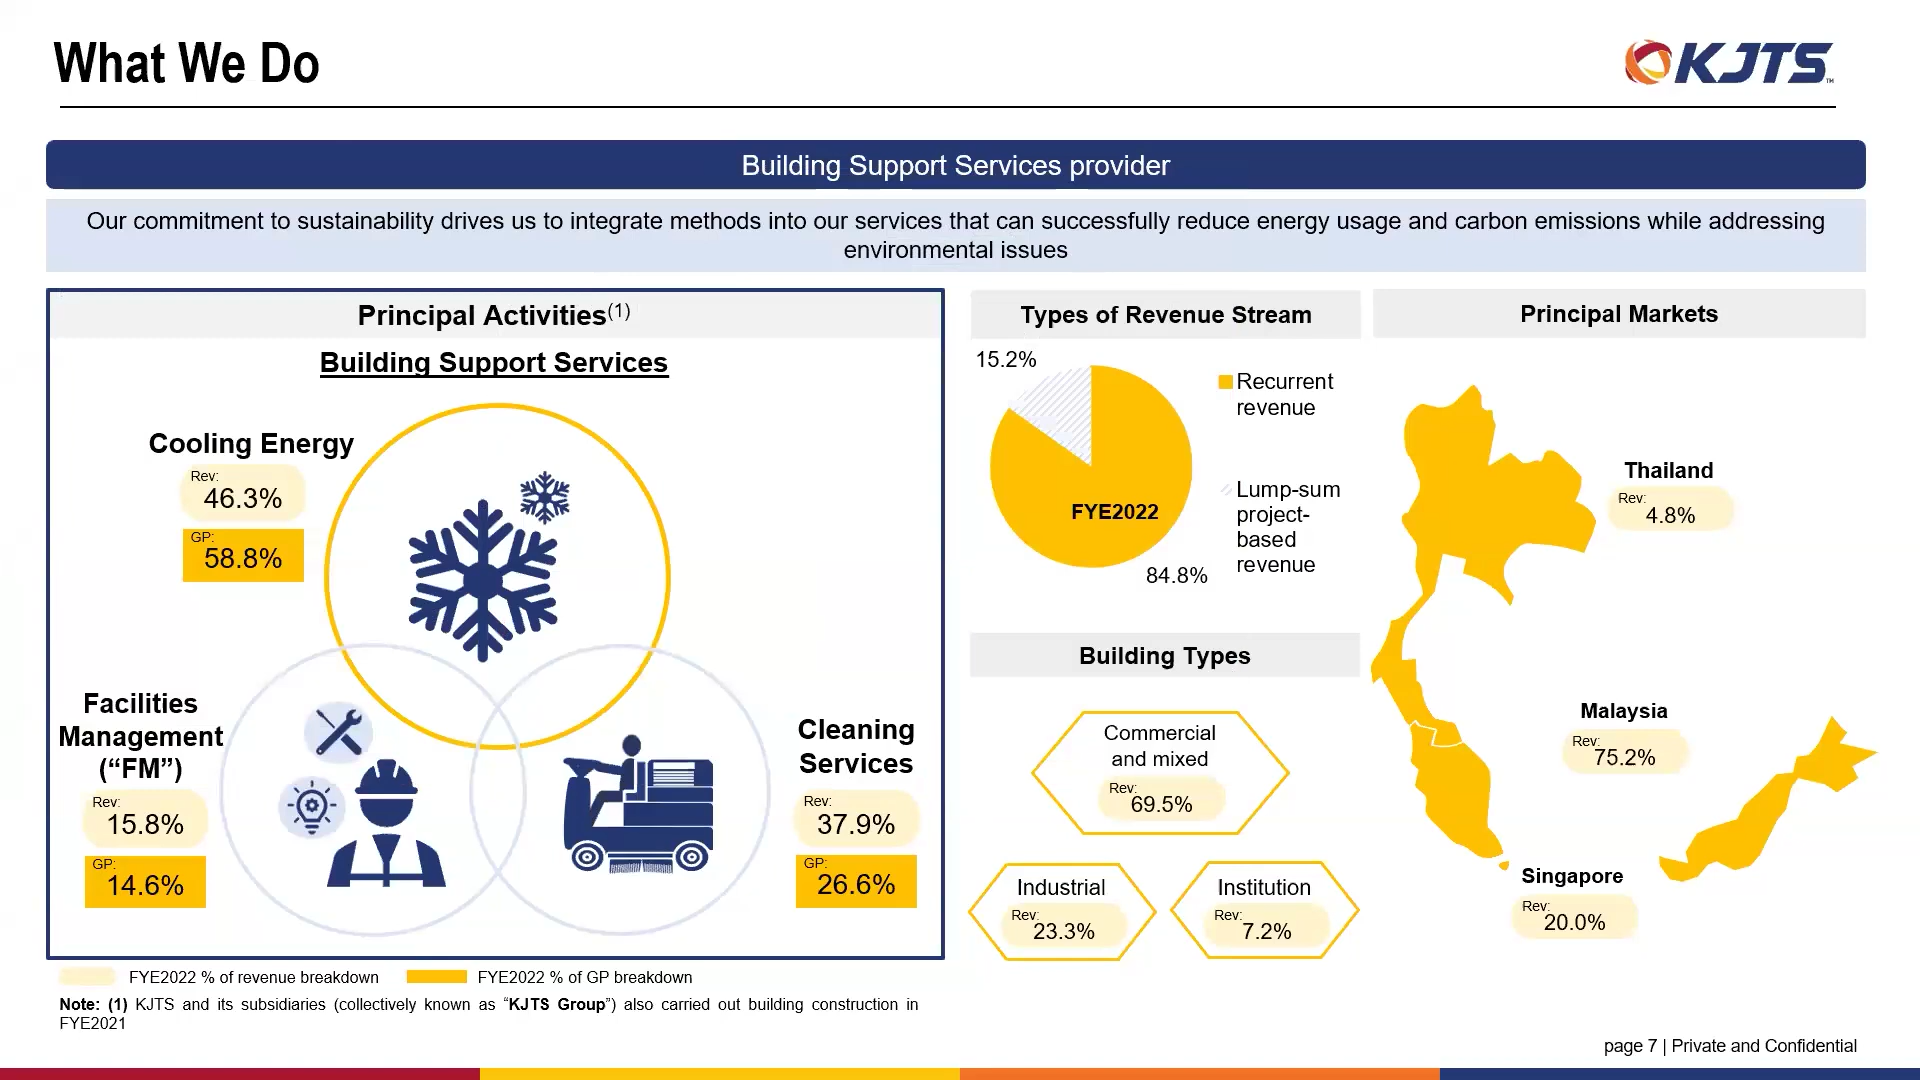 What We Do
KJTS™
Building Support Services provider
Our commitment to sustainability drives us to integrate methods into our services that can successfully reduce energy usage and carbon emissions while addressing
environmental issues
Principal Activities(1)
Building Support Services
Cooling Energy
Rev:
46.3%
GP:
58.8%
Facilities
Management
(“FM”)
Rev:
15.8%
GP:
14.6%
Cleaning
Services
Rev:
37.9%
GP:
26.6%
FYE2022 % of revenue breakdown
FYE2022 % of GP breakdown
Note: (1) KJTS and its subsidiaries (collectively known as “KJTS Group”) also carried out building construction in
FYE2021
Types of Revenue Stream
15.2%
FYE2022
84.8%
Recurrent
revenue
Lump-sum
project-
based
revenue
Building Types
Commercial
and mixed
Rev:
69.5%
Industrial
Rev:
23.3%
Institution
Rev:
7.2%
Principal Markets
Thailand
Rev:
4.8%
Malaysia
Rev:
75.2%
Singapore
Rev:
20.0%
page 7 | Private and Confidential